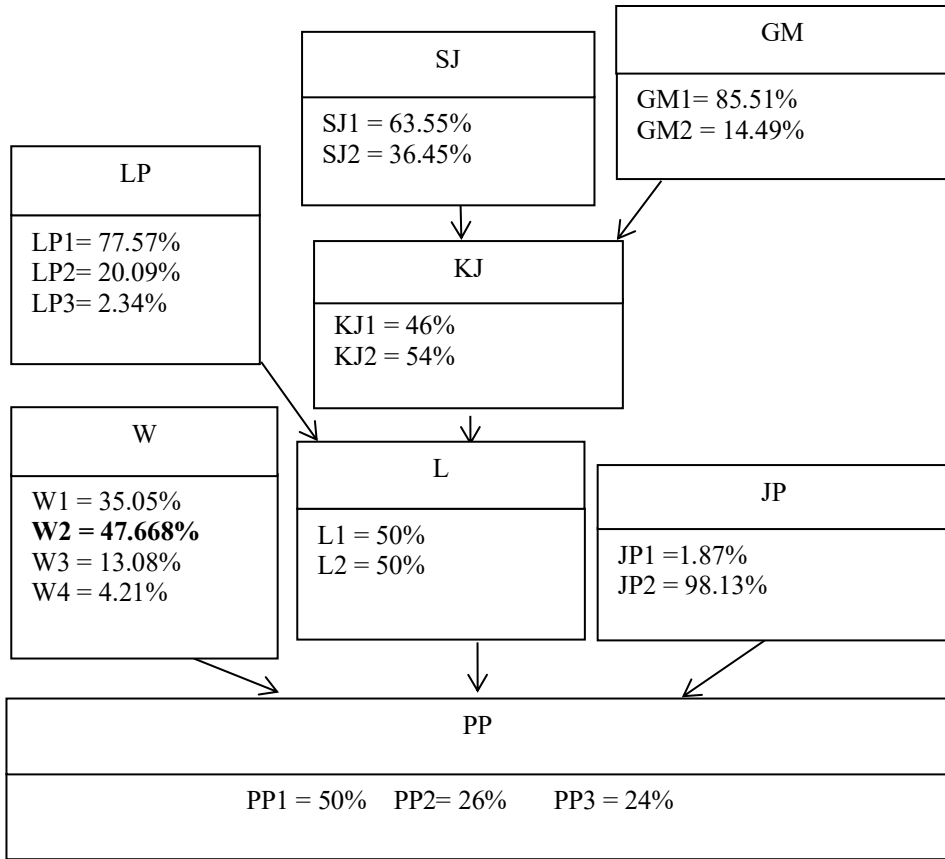 GM
GM1= 85.51%
GM2 = 14.49%
SJ
SJ1 = 63.55%
SJ2 = 36.45%
LP
LP1= 77.57%
LP2= 20.09%
LP3= 2.34%
KJ
KJ1 = 46%
KJ2 = 54%
W
W1 = 35.05%
W2 = 47.668%
W3 = 13.08%
W4 = 4.21%
L
L1 = 50%
L2 = 50%
JP
JP1 =1.87%
JP2 = 98.13%
PP
PP1 = 50% PP2= 26% PP3 = 24%